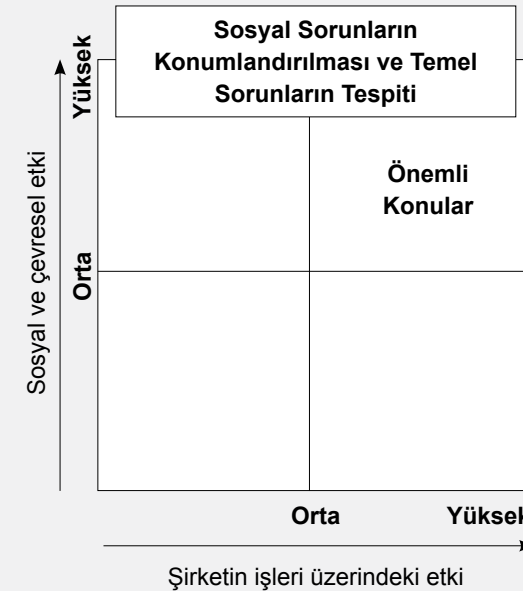 Sosyal Sorunların
Konumlandırılması ve Temel
Sorunların Tespiti
Yüksek
Önemli
Konular
Sosyal ve çevresel etki
Orta
Orta
Yüksek
Şirketin işleri üzerindeki etki